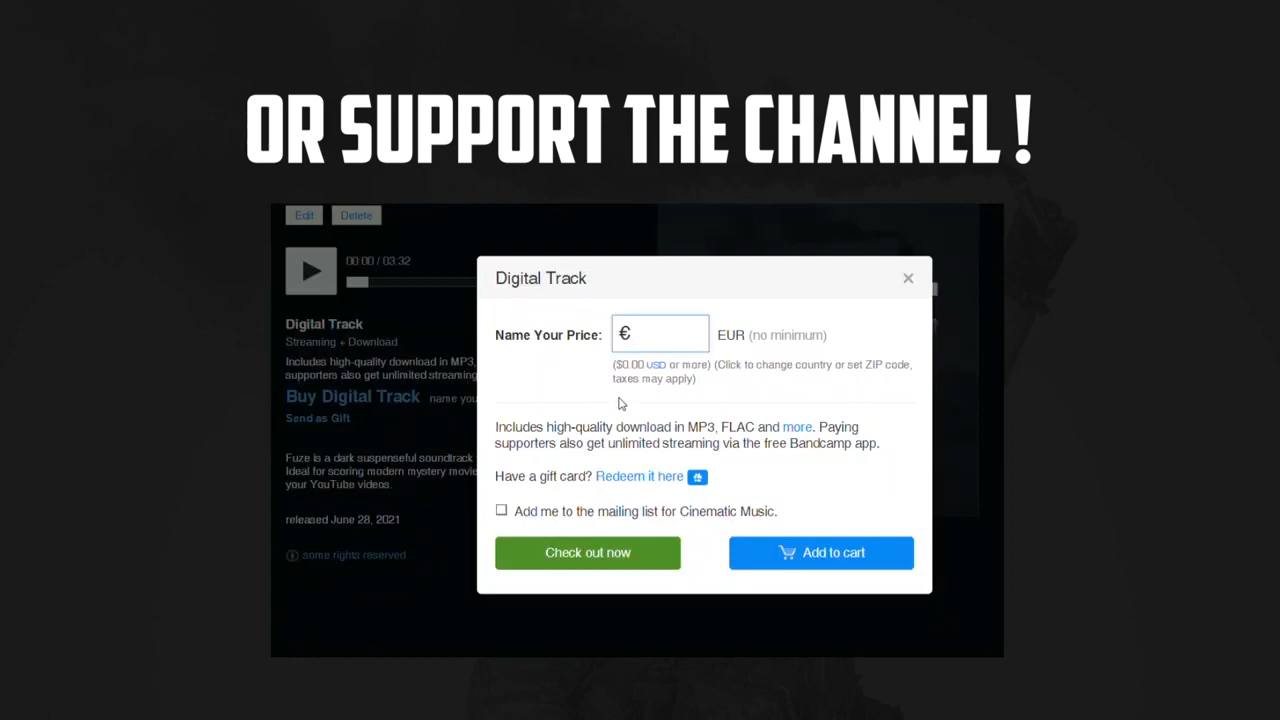 OR SUPPORT THE CHANNEL !
Edit Delete
00:00 / 03:32
Digital Track
Streaming + Download
Includes high-quality download in MP3,
supporters also get unlimited streaming
Buy Digital Track name you
Send as Gift
Fuze is a dark suspenseful soundtrack
Ideal for scoring modern mystery movie
your YouTube videos.
released June 28, 2021
some rights reserved
Digital Track ×
Name Your Price: € EUR (no minimum)
($0.00 USD or more) (Click to change country or set ZIP code,
taxes may apply)
Includes high-quality download in MP3, FLAC and more. Paying
supporters also get unlimited streaming via the free Bandcamp app.
Have a gift card? Redeem it here
Add me to the mailing list for Cinematic Music.
Check out now Add to cart